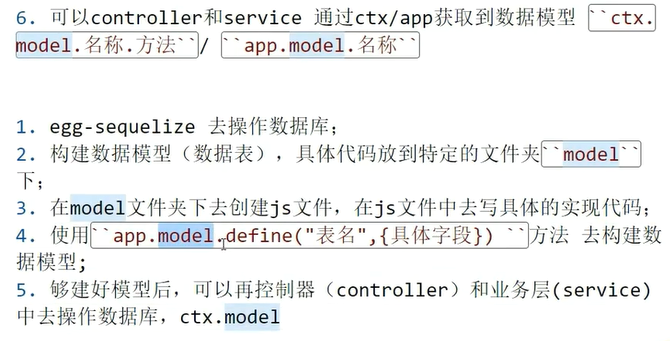 6. 可以controller和service 通过ctx/app获取到数据模型 ``ctx.
model.名称.方法``/ ``app.model.名称``
1. egg-sequelize 去操作数据库;
2. 构建数据模型（数据表），具体代码放到特定的文件夹``model``
下;
3. 在model文件夹下去创建js文件，在js文件中去写具体的实现代码;
4. 使用``app.model.define("表名",{具体字段}) ``方法 去构建数
据模型;
5. 够建好模型后，可以再控制器（controller）和业务层(service)
中去操作数据库，ctx.model